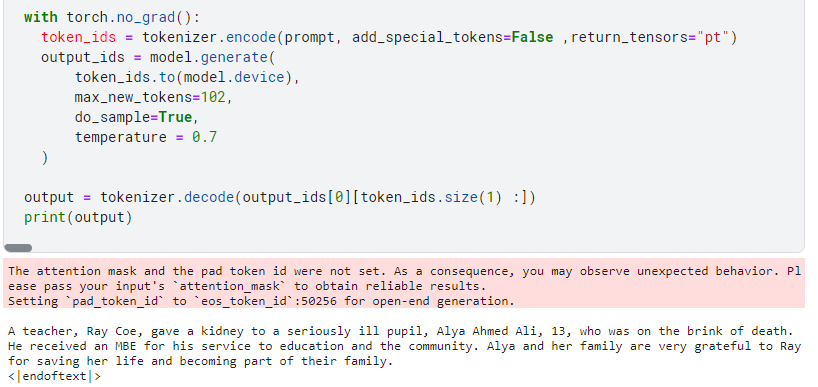 with torch.no_grad():
  token_ids = tokenizer.encode(prompt, add_special_tokens=False ,return_tensors="pt")
  output_ids = model.generate(
      token_ids.to(model.device),
      max_new_tokens=102,
      do_sample=True,
      temperature = 0.7
  )

output = tokenizer.decode(output_ids[0][token_ids.size(1) :])
print(output)
The attention mask and the pad token id were not set. As a consequence, you may observe unexpected behavior. Pl
ease pass your input's `attention_mask` to obtain reliable results.
Setting `pad_token_id` to `eos_token_id`:50256 for open-end generation.
A teacher, Ray Coe, gave a kidney to a seriously ill pupil, Alya Ahmed Ali, 13, who was on the brink of death.
He received an MBE for his service to education and the community. Alya and her family are very grateful to Ray
for saving her life and becoming part of their family.
<|endoftext|>